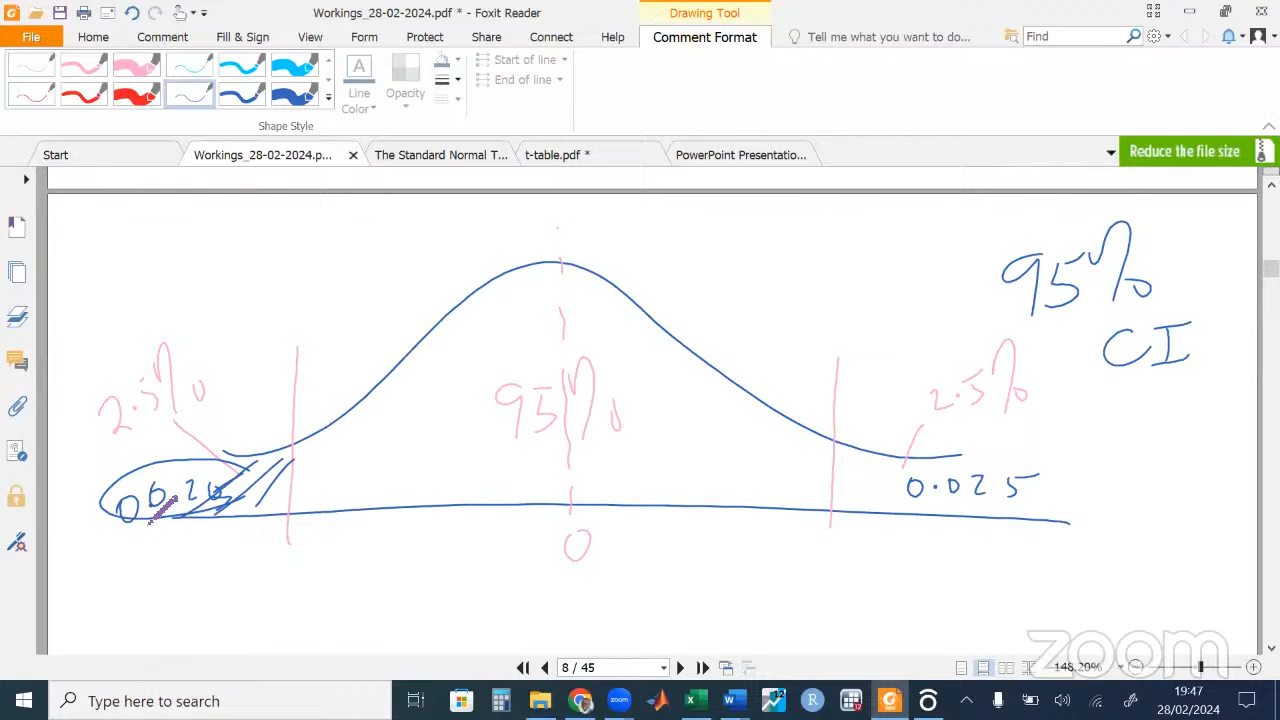 Workings_28-02-2024.pdf * - Foxit Reader
Drawing Tool
File
Home
Comment
Fill & Sign
View
Form
Protect
Share
Connect
Help
Comment Format
Tell me what you want to do...
Find
Line Color
Opacity
Start of line
End of line
Shape Style
Start
Workings_28-02-2024.p...
The Standard Normal T...
t-table.pdf *
PowerPoint Presentatio...
Reduce the file size
95%
CI
2.5%
95%
2.5%
0.025
0
zoom
8 / 45
148.20%
Type here to search
zoom
12
R
19:47
28/02/2024